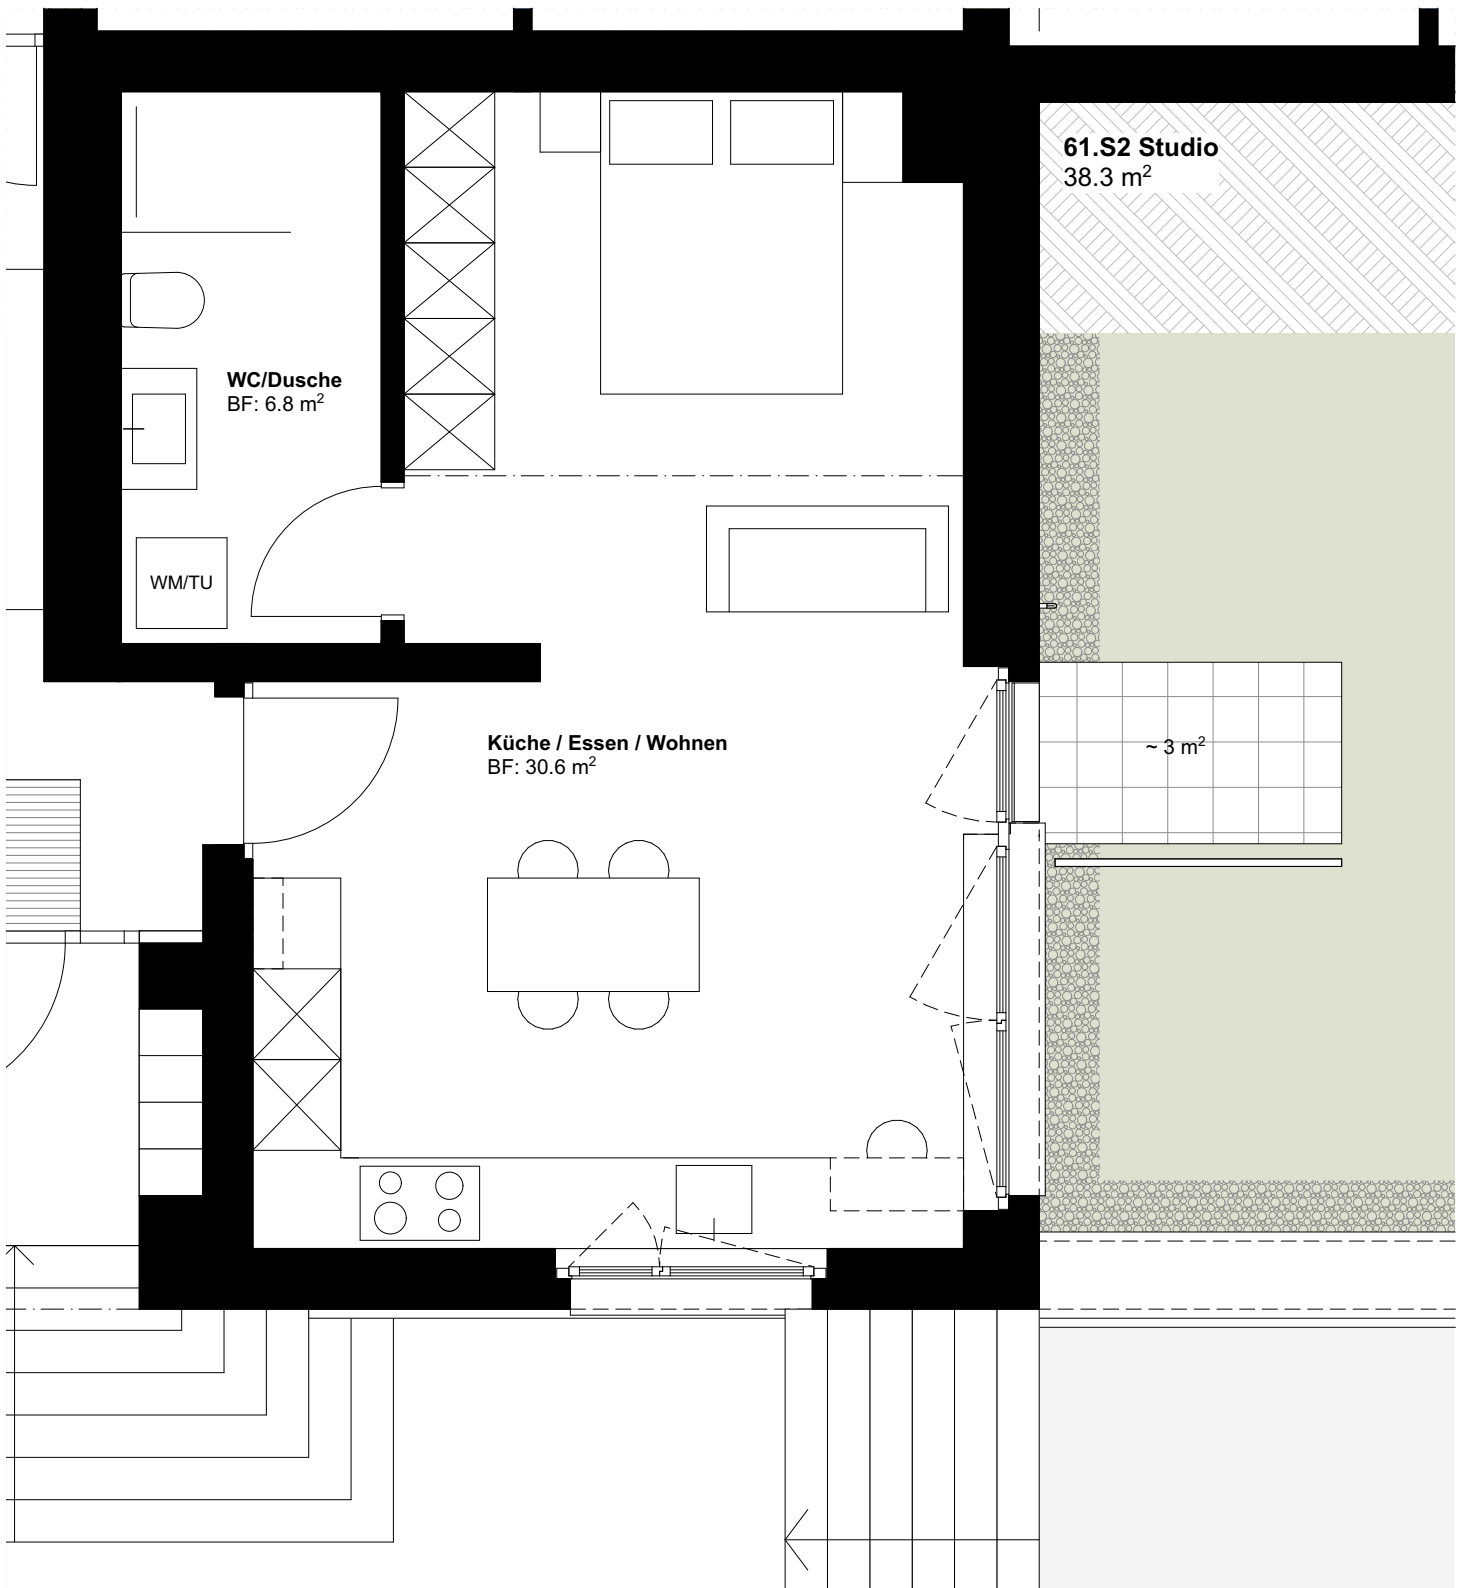 61.S2 Studio
38.3 m²
WC/Dusche
BF: 6.8 m²
WM/TU
Küche / Essen / Wohnen
BF: 30.6 m²
~ 3 m²